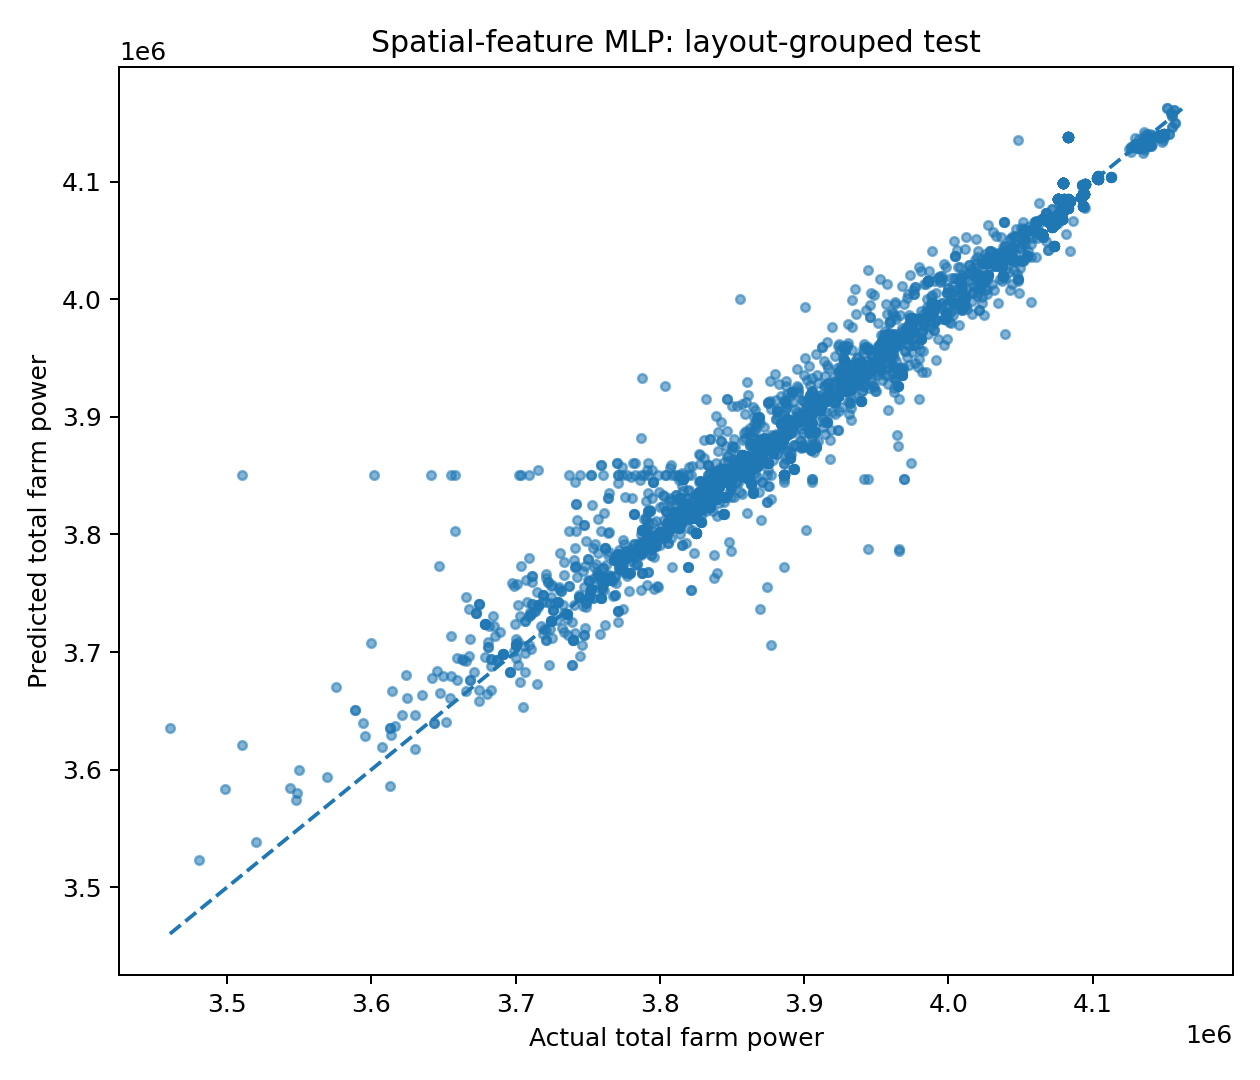 Spatial-feature MLP: layout-grouped test
1e6
Predicted total farm power
4.1
4.0
3.9
3.8
3.7
3.6
3.5
3.5 3.6 3.7 3.8 3.9 4.0 4.1
1e6
Actual total farm power